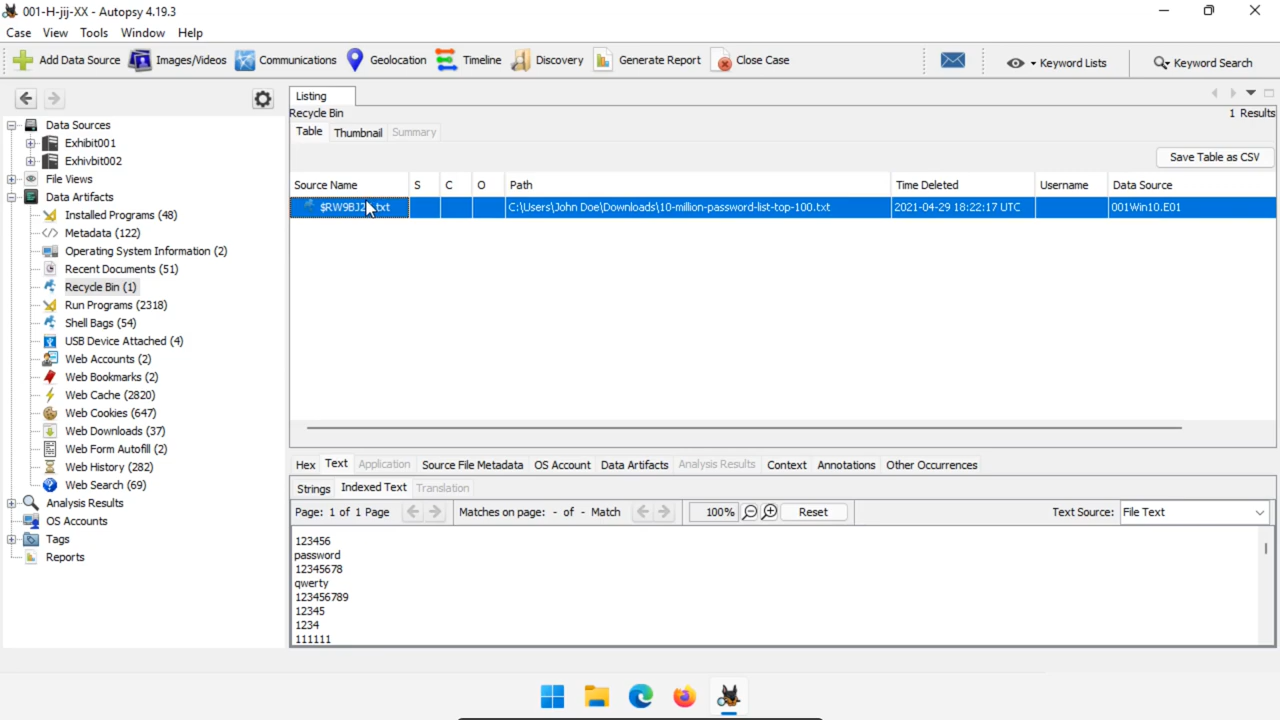 001-H-jij-XX - Autopsy 4.19.3
Case View Tools Window Help
Add Data Source Images/Videos Communications Geolocation Timeline Discovery Generate Report Close Case Keyword Lists Keyword Search
Listing
Recycle Bin 1 Results
Table Thumbnail Summary
Save Table as CSV
Source Name S C O Path Time Deleted Username Data Source
C:\Users\John Doe\Downloads\10-million-password-list-top-100.txt 2021-04-29 18:22:17 UTC 001Win10.E01
Data Sources
Exhibit001
Exhivbit002
File Views
Data Artifacts
Installed Programs (48)
Metadata (122)
Operating System Information (2)
Recent Documents (51)
Recycle Bin (1)
Run Programs (2318)
Shell Bags (54)
USB Device Attached (4)
Web Accounts (2)
Web Bookmarks (2)
Web Cache (2820)
Web Cookies (647)
Web Downloads (37)
Web Form Autofill (2)
Web History (282)
Web Search (69)
Analysis Results
OS Accounts
Tags
Reports
Hex Text Application Source File Metadata OS Account Data Artifacts Analysis Results Context Annotations Other Occurrences
Strings Indexed Text Translation
Page: 1 of 1 Page Matches on page: - of - Match 100% Reset Text Source: File Text
123456
password
12345678
qwerty
123456789
12345
1234
111111